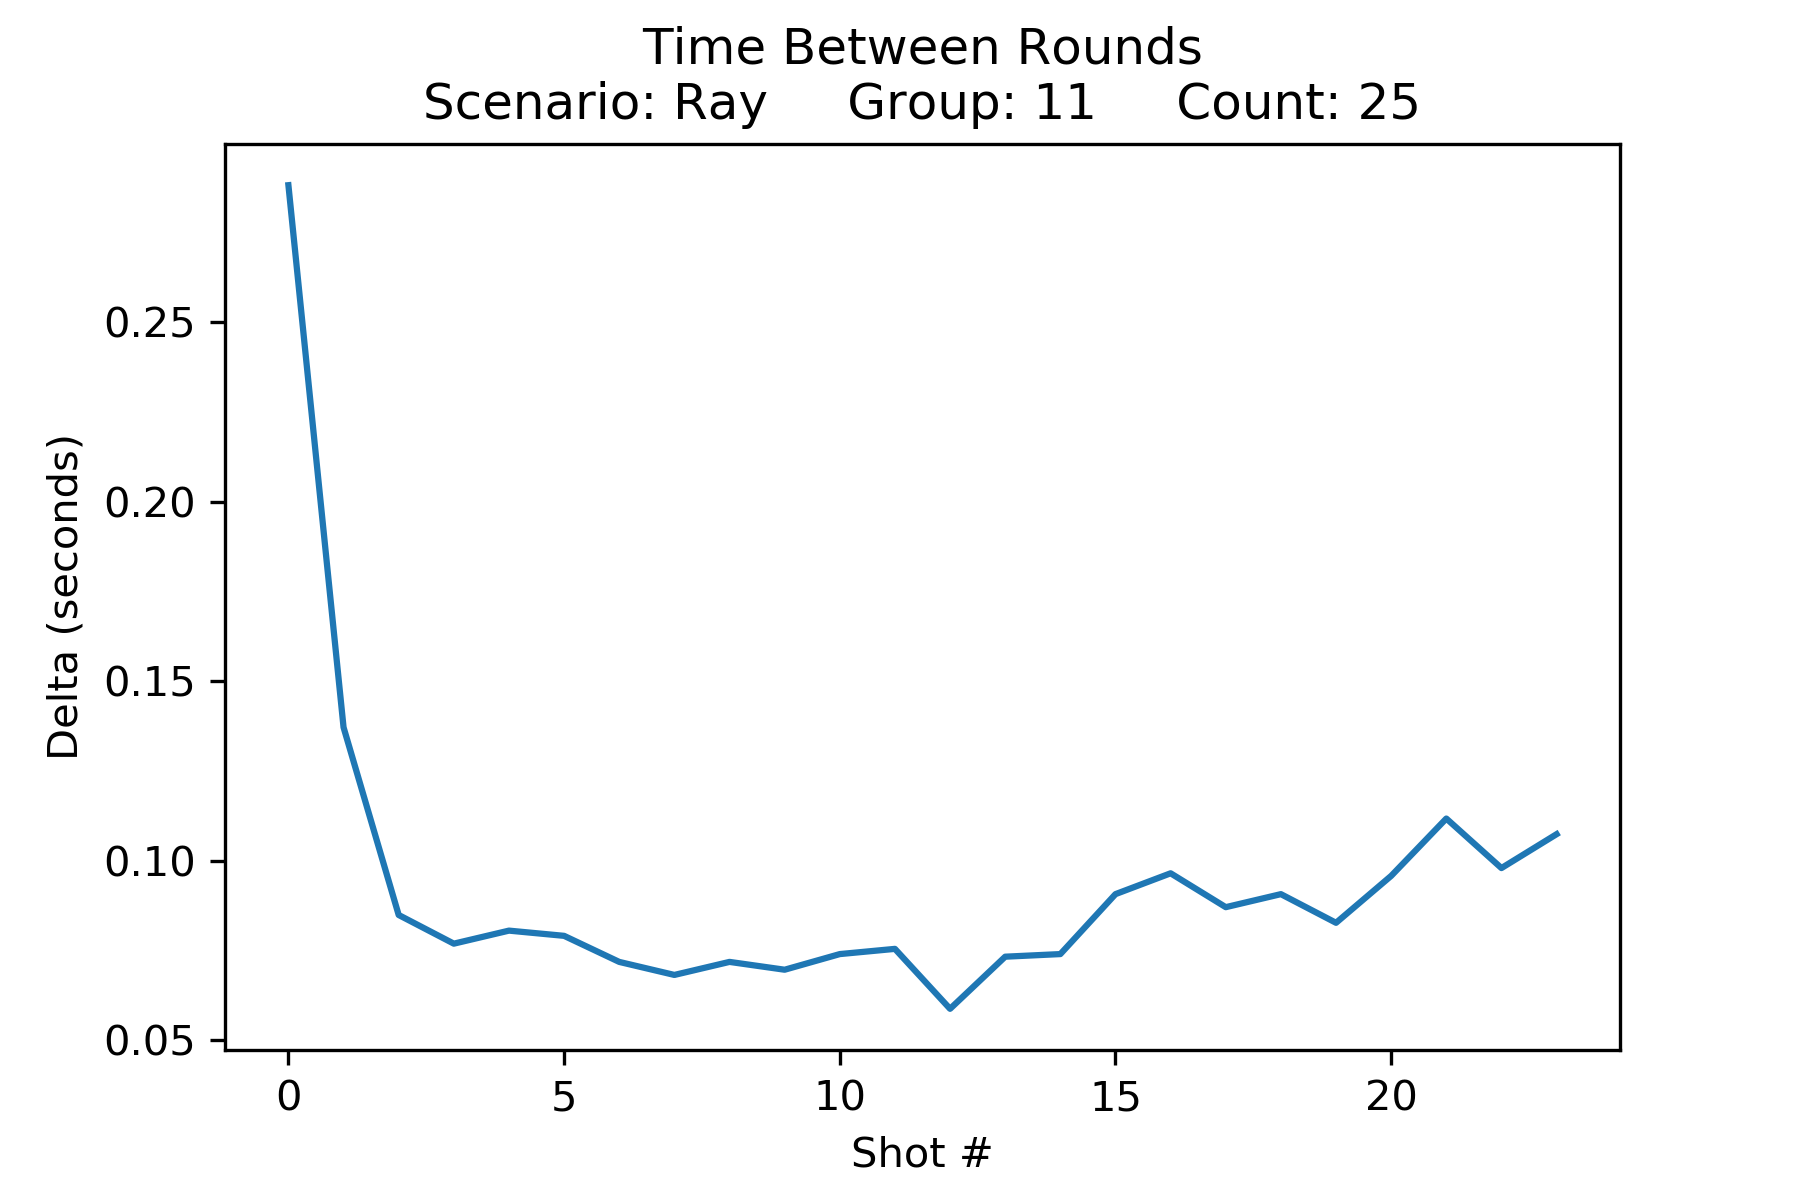 Time Between Rounds
Scenario: Ray     Group: 11     Count: 25
0.25
0.20
0.15
0.10
0.05
Delta (seconds)
0 5 10 15 20
Shot #